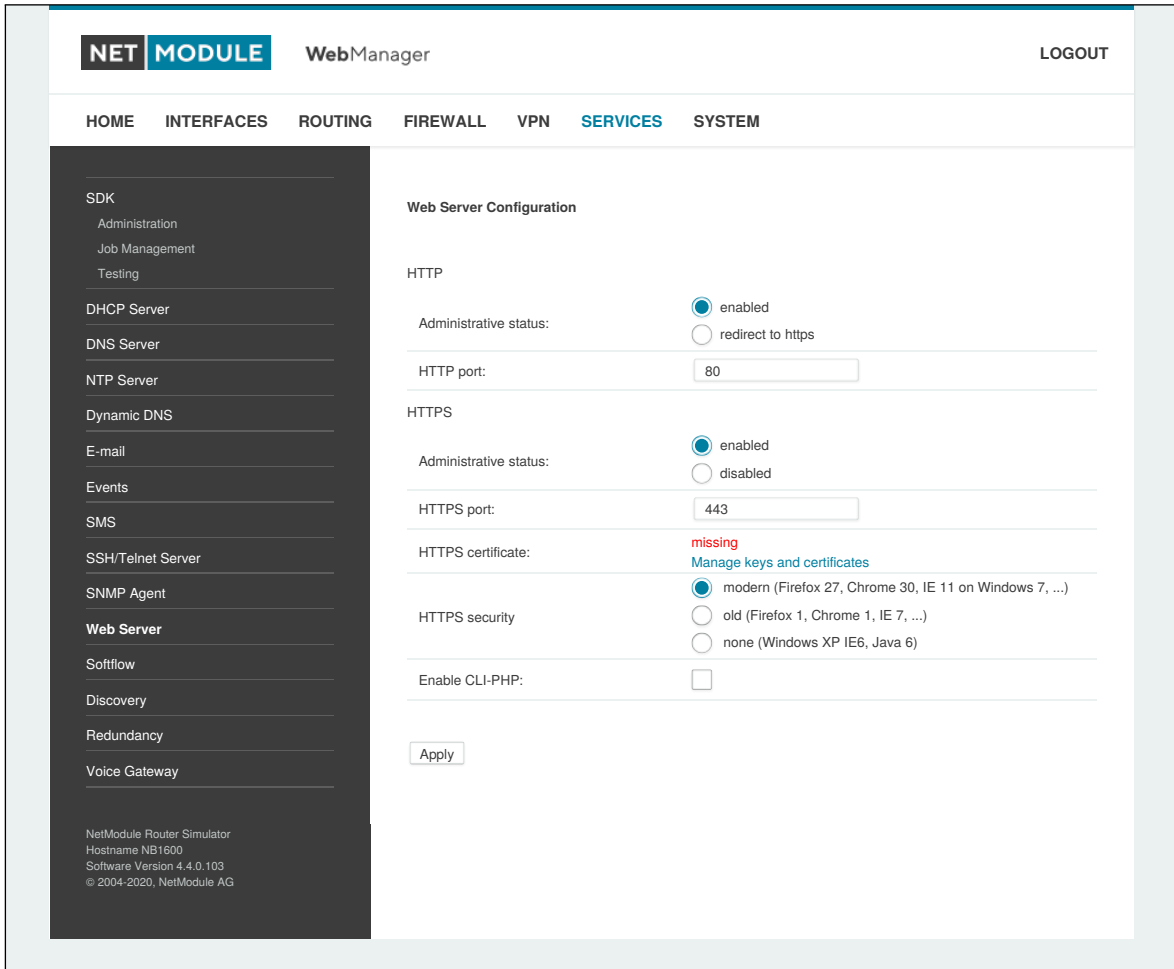 NET MODULE WebManager LOGOUT
HOME INTERFACES ROUTING FIREWALL VPN SERVICES SYSTEM
SDK
Administration
Job Management
Testing
DHCP Server
DNS Server
NTP Server
Dynamic DNS
E-mail
Events
SMS
SSH/Telnet Server
SNMP Agent
Web Server
Softflow
Discovery
Redundancy
Voice Gateway
NetModule Router Simulator
Hostname NB1600
Software Version 4.4.0.103
© 2004-2020, NetModule AG
Web Server Configuration
HTTP
Administrative status:
enabled
redirect to https
HTTP port: 80
HTTPS
Administrative status:
enabled
disabled
HTTPS port: 443
HTTPS certificate:
missing
Manage keys and certificates
HTTPS security
modern (Firefox 27, Chrome 30, IE 11 on Windows 7, ...)
old (Firefox 1, Chrome 1, IE 7, ...)
none (Windows XP IE6, Java 6)
Enable CLI-PHP:
Apply